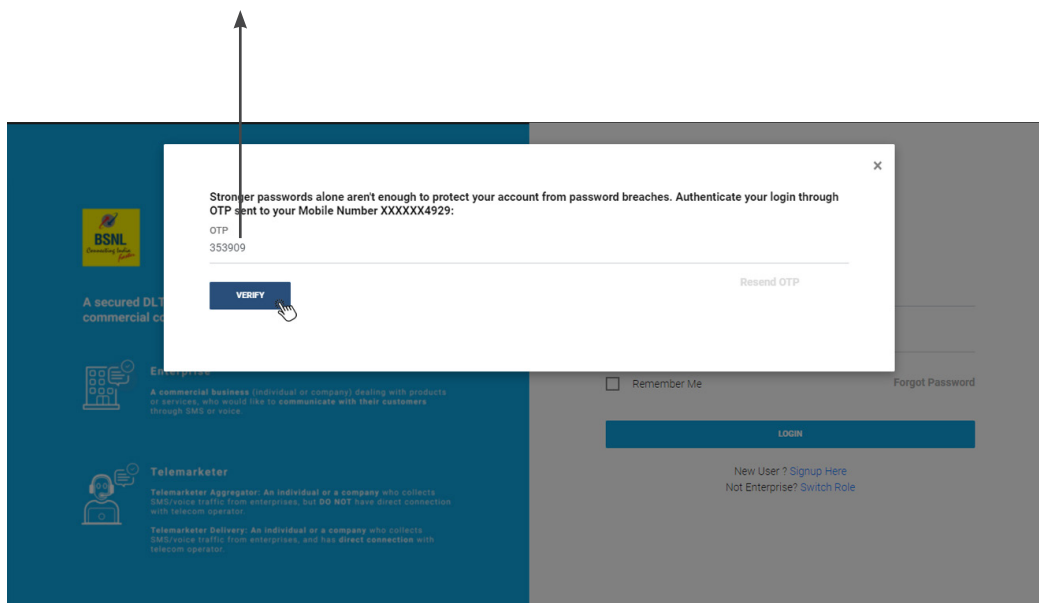 ×
Stronger passwords alone aren't enough to protect your account from password breaches. Authenticate your login through
OTP sent to your Mobile Number XXXXXX4929:
OTP
353909
VERIFY
Resend OTP
BSNL
Connecting India
faster
A secured DLT
commercial co
Enterprise
A commercial business (individual or company) dealing with products
or services, who would like to communicate with their customers
through SMS or voice.
Telemarketer
Telemarketer Aggregator: An individual or a company who collects
SMS/voice traffic from enterprises, but DO NOT have direct connection
with telecom operator.
Telemarketer Delivery: An individual or a company who collects
SMS/voice traffic from enterprises, and has direct connection with
telecom operator.
Remember Me
Forgot Password
LOGIN
New User ? Signup Here
Not Enterprise? Switch Role